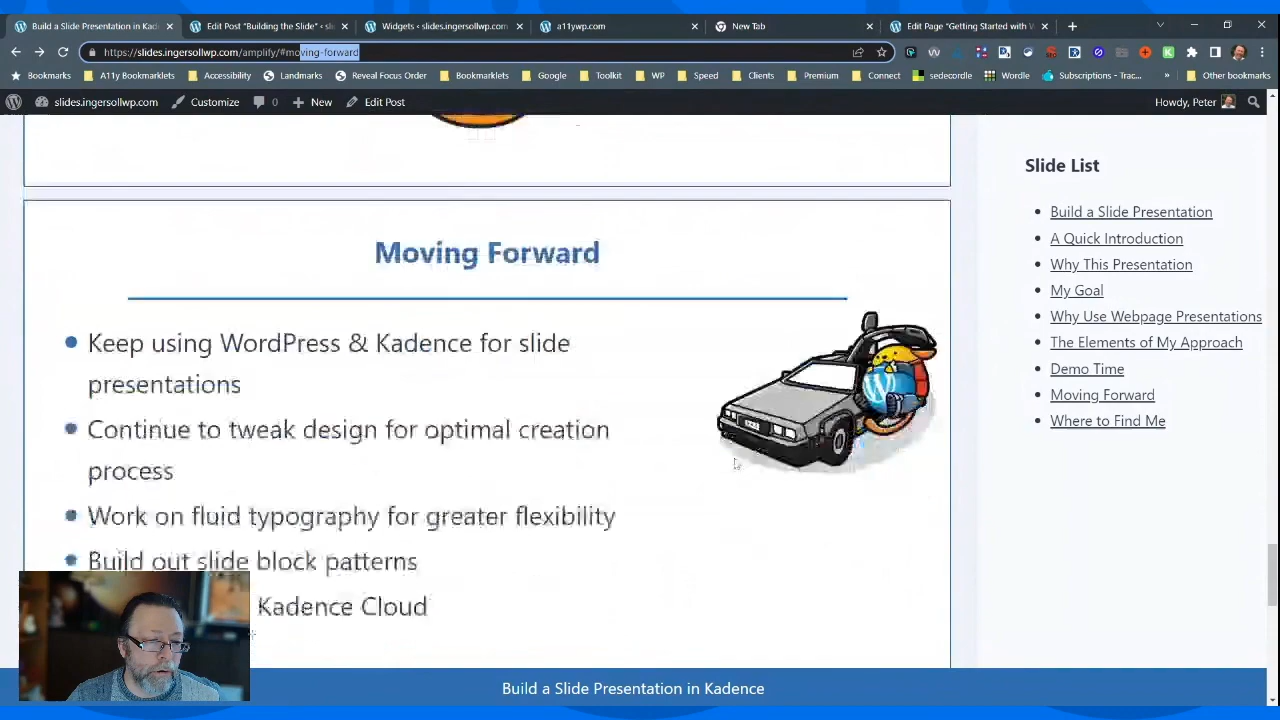 Build a Slide Presentation in Kad
Edit Post "Building the Slide" < sl
Widgets < slides.ingersollwp.com
a11ywp.com
New Tab
Edit Page "Getting Started with W
https://slides.ingersollwp.com/amplify/#moving-forward
Bookmarks
A11y Bookmarklets
Accessibility
Landmarks
Reveal Focus Order
Bookmarklets
Google
Toolkit
WP
Speed
Clients
Premium
Connect
sedecordle
Wordle
Subscriptions - Trac...
»
Other bookmarks
slides.ingersollwp.com
Customize
0
New
Edit Post
Howdy, Peter
Moving Forward
Keep using WordPress & Kadence for slide
presentations
Continue to tweak design for optimal creation
process
Work on fluid typography for greater flexibility
Build out slide block patterns
Kadence Cloud
Slide List
Build a Slide Presentation
A Quick Introduction
Why This Presentation
My Goal
Why Use Webpage Presentations
The Elements of My Approach
Demo Time
Moving Forward
Where to Find Me
Build a Slide Presentation in Kadence